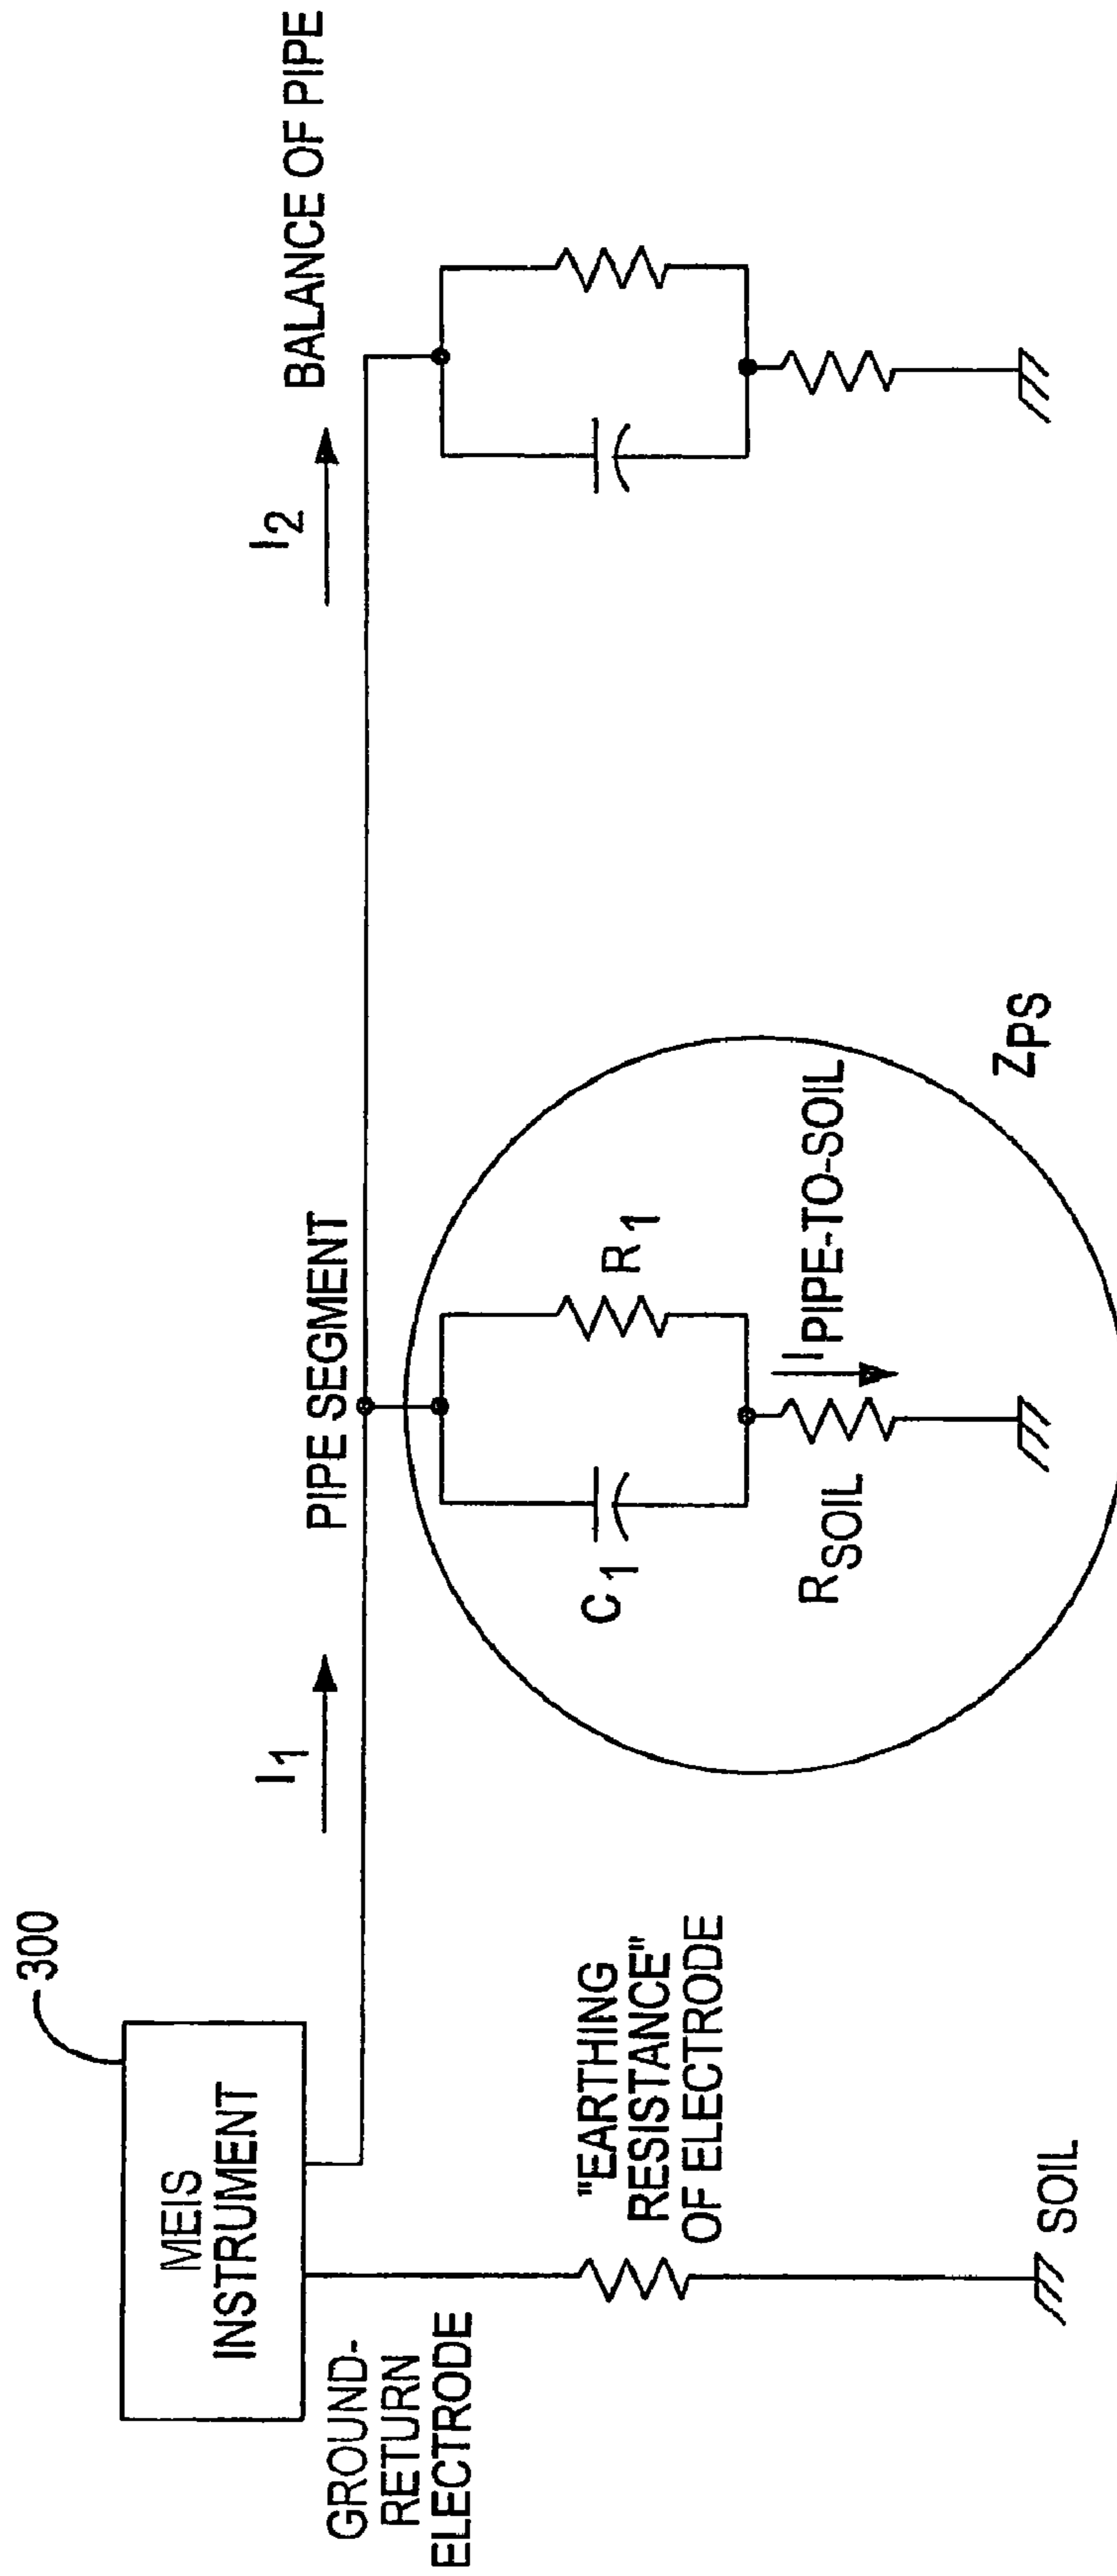 300
MEIS
INSTRUMENT
GROUND-
RETURN
ELECTRODE
"EARTHING
RESISTANCE"
OF ELECTRODE
SOIL
I1
PIPE SEGMENT
C1
R1
RSOIL
IPIPE-TO-SOIL
ZPS
I2
BALANCE OF PIPE